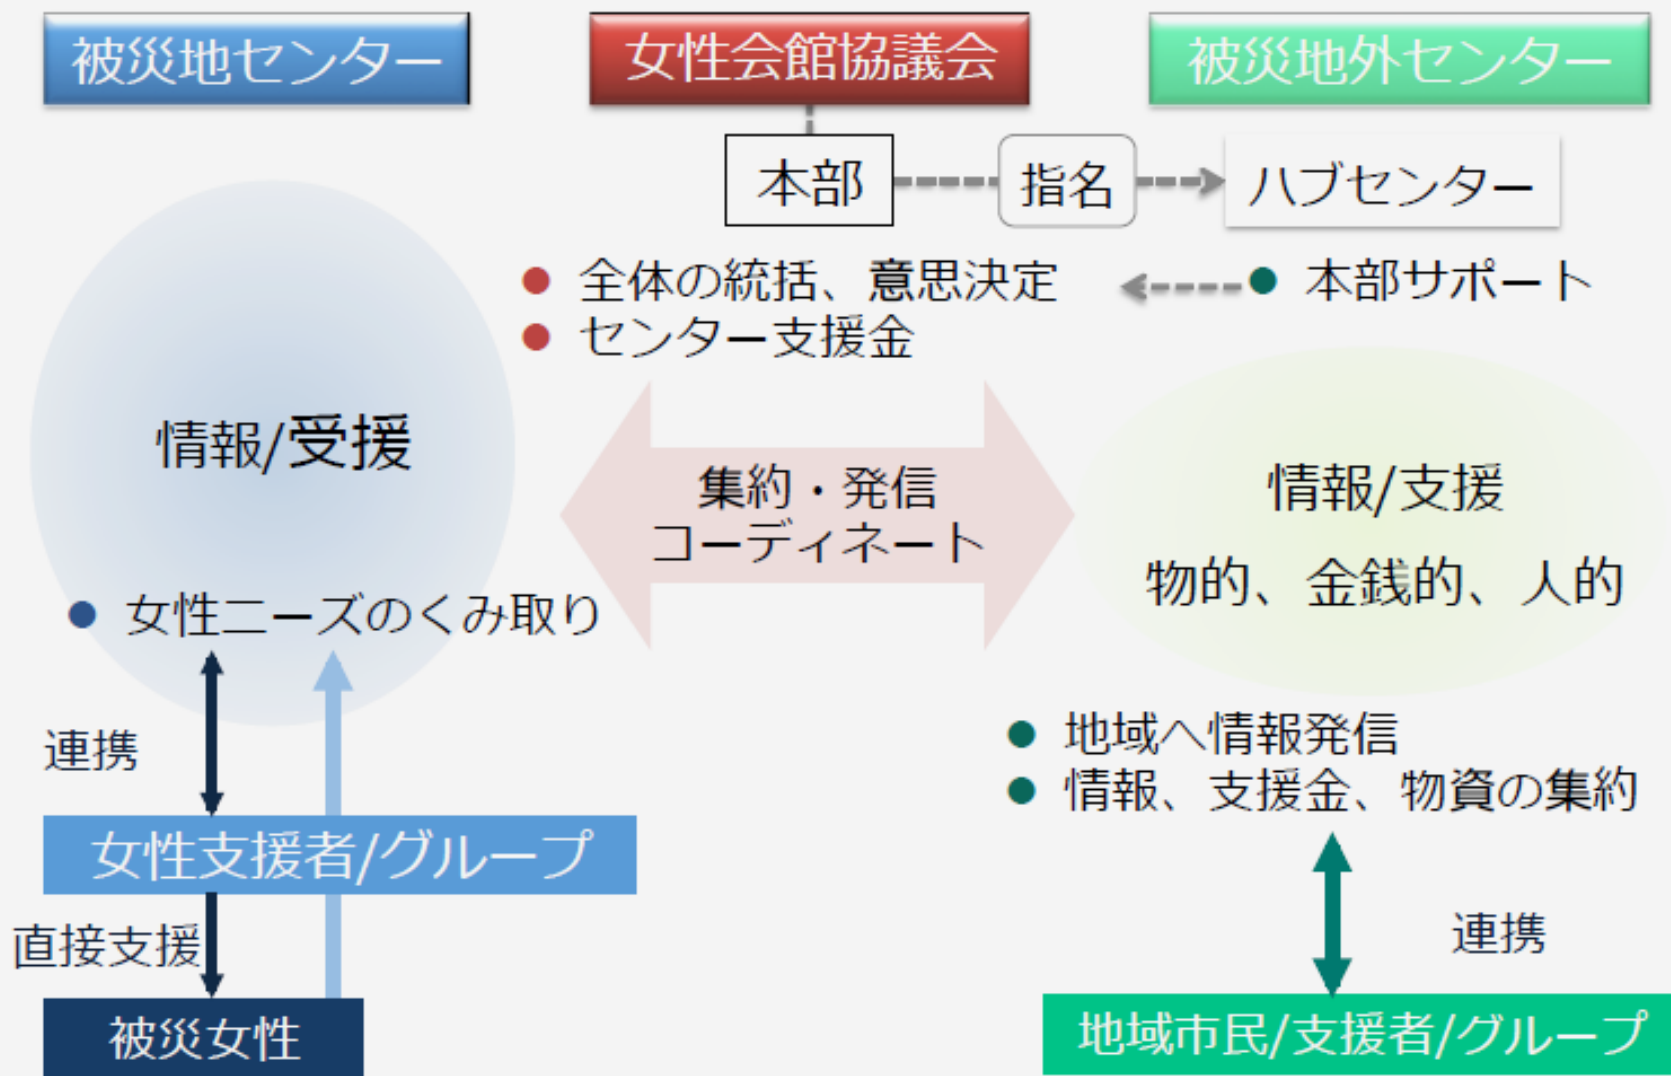 被災地センター
女性会館協議会
被災地外センター
本部
指名
ハブセンター
● 全体の統括、意思決定
● センター支援金
● 本部サポート
情報/受援
集約・発信
コーディネート
情報/支援
物的、金銭的、人的
● 女性ニーズのくみ取り
連携
● 地域へ情報発信
● 情報、支援金、物資の集約
女性支援者/グループ
直接支援
連携
被災女性
地域市民/支援者/グループ